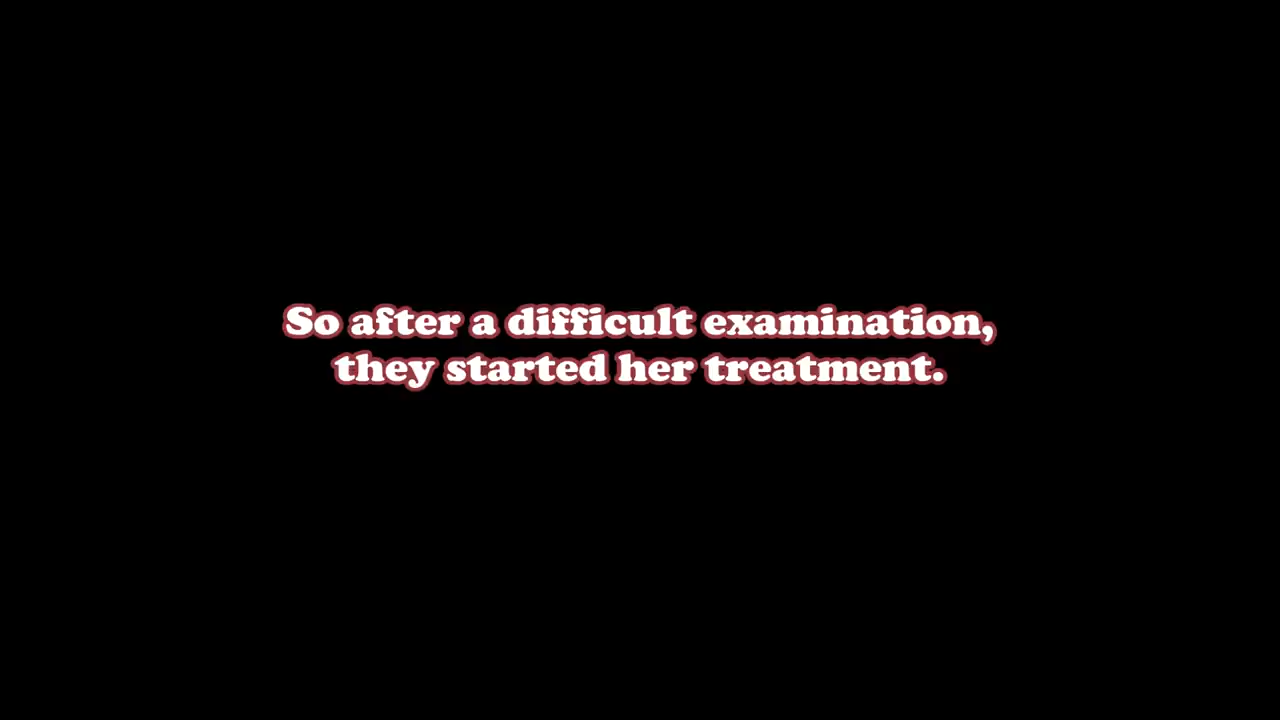 So after a difficult examination,
they started her treatment.